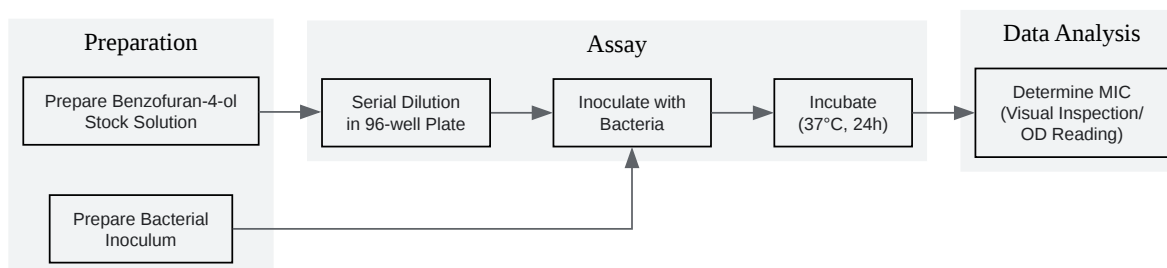 Preparation
Prepare Benzofuran-4-ol
Stock Solution
Prepare Bacterial
Inoculum
Assay
Serial Dilution
in 96-well Plate
Inoculate with
Bacteria
Incubate
(37°C, 24h)
Data Analysis
Determine MIC
(Visual Inspection/
OD Reading)